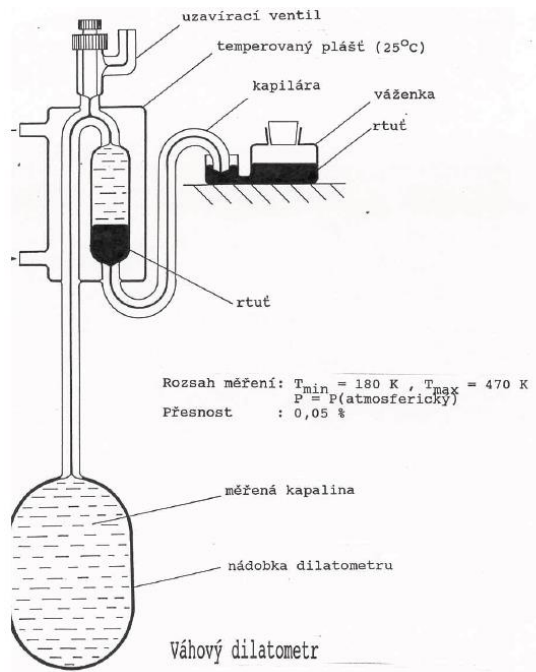 uzavírací ventil
temperovaný plášť (25°C)
kapilára
váženka
rtuť
rtuť
Rozsah měření: Tmin = 180 K , Tmax = 470 K
P = P(atmosferický)
Přesnost : 0,05 %
měřená kapalina
nádobka dilatometru
Váhový dilatometr